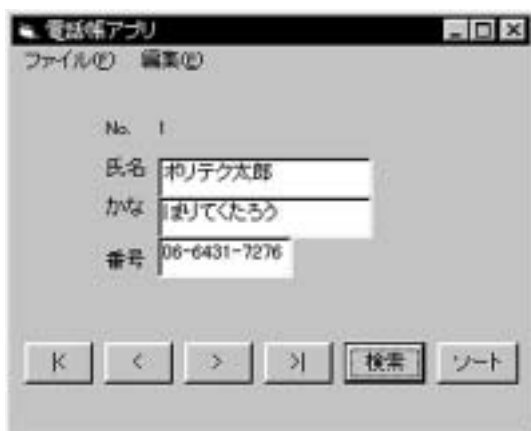 電話帳アプリ
ファイル(F) 編集(E)
No. 1
氏名 ポリテク太郎
かな ぽりてくたろう
番号 06-6431-7276
|< < > >| 検索 ソート